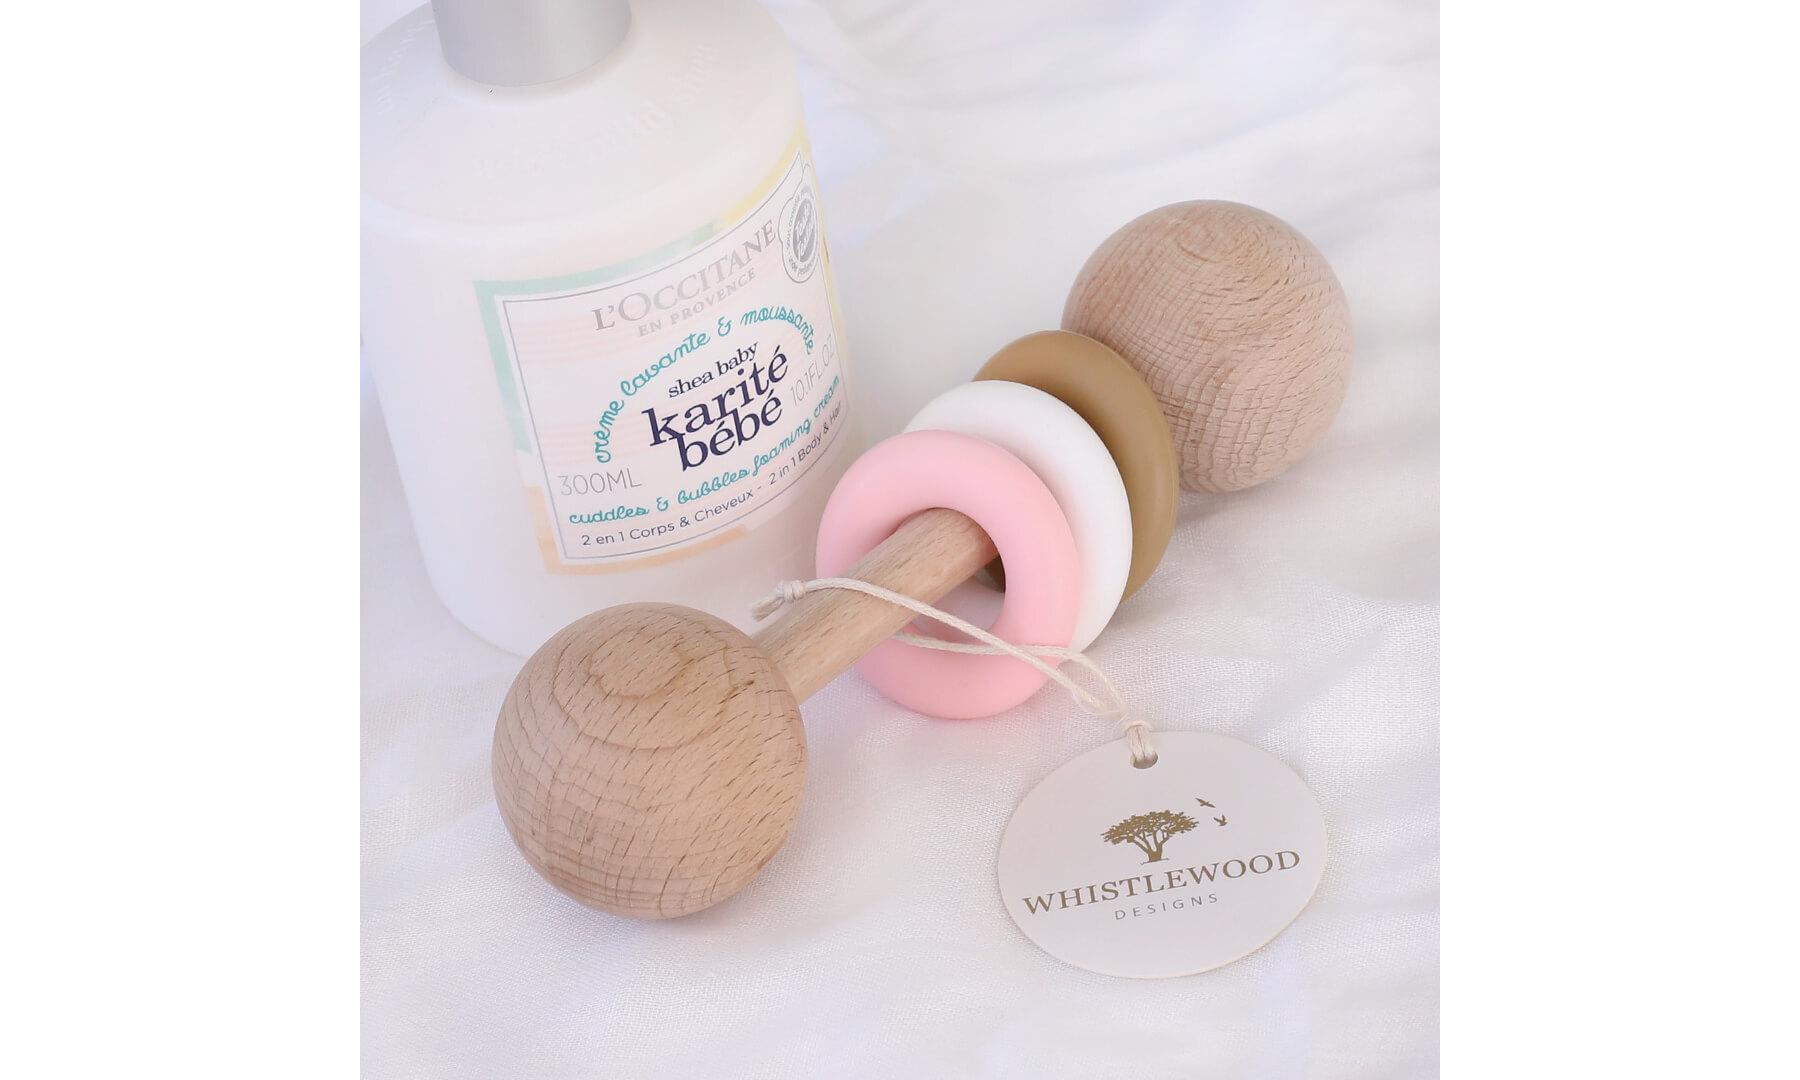 L'OCCITANE
EN PROVENCE
crème lavante & moussante
shea baby
karité
bébé
300ML
10.1FL.OZ
cuddles & bubbles foaming cream
2 en 1 Corps & Cheveux - 2 in 1 Body & Hair
WHISTLEWOOD
DESIGNS